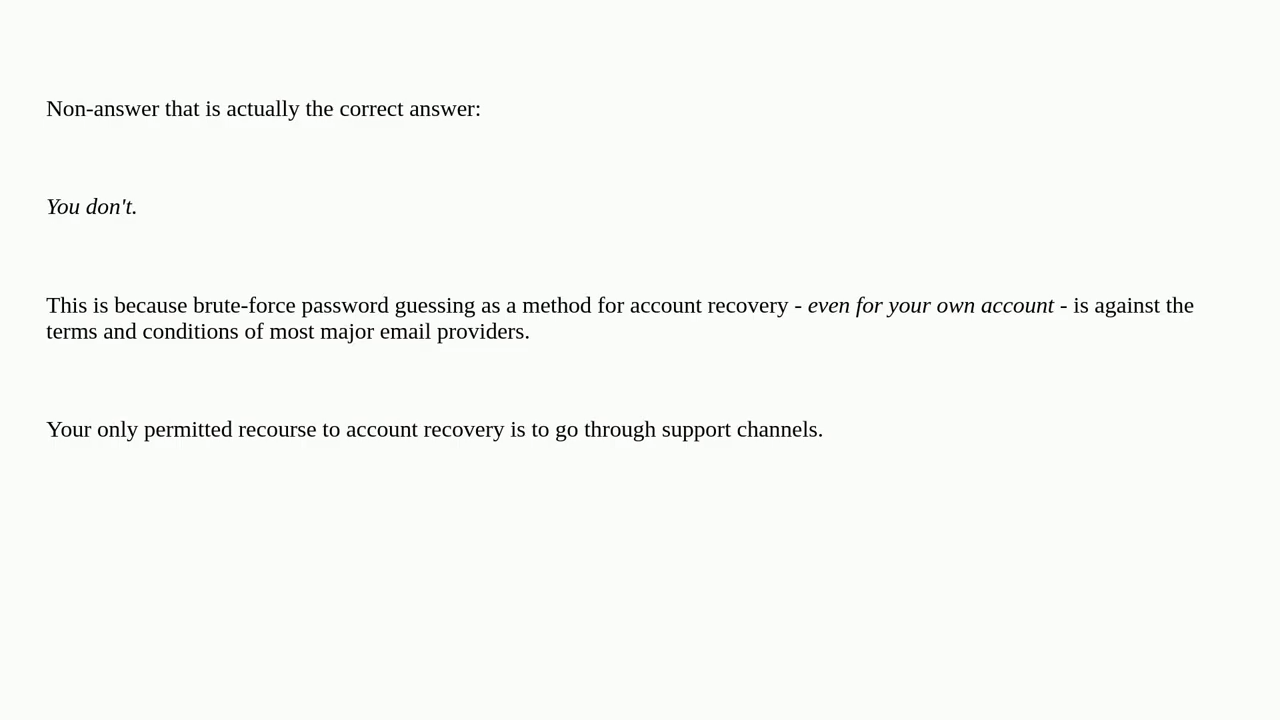 Non-answer that is actually the correct answer:
You don't.
This is because brute-force password guessing as a method for account recovery - even for your own account - is against the
terms and conditions of most major email providers.
Your only permitted recourse to account recovery is to go through support channels.